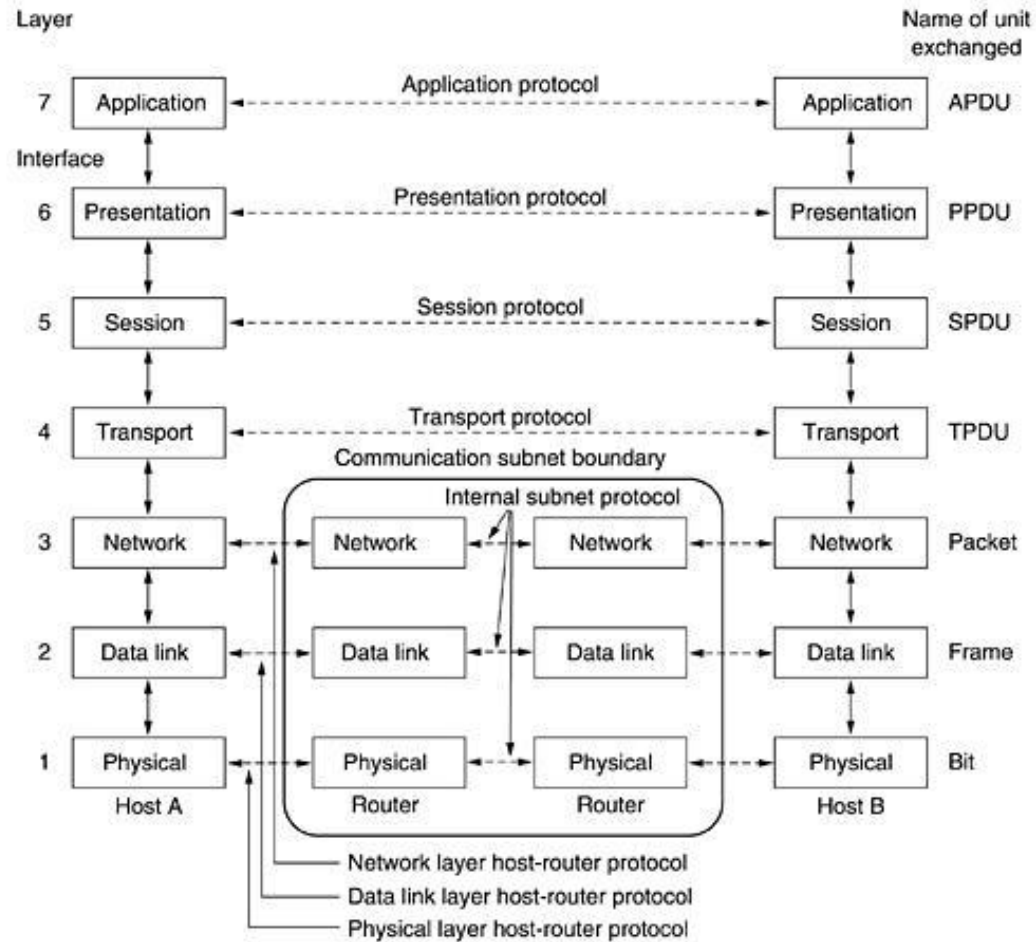 Layer
Name of unit
exchanged
7 Application Application protocol Application APDU
Interface
6 Presentation Presentation protocol Presentation PPDU
5 Session Session protocol Session SPDU
4 Transport Transport protocol Transport TPDU
Communication subnet boundary
Internal subnet protocol
3 Network Network Network Network Packet
2 Data link Data link Data link Data link Frame
1 Physical Physical Physical Physical Bit
Host A Router Router Host B
Network layer host-router protocol
Data link layer host-router protocol
Physical layer host-router protocol